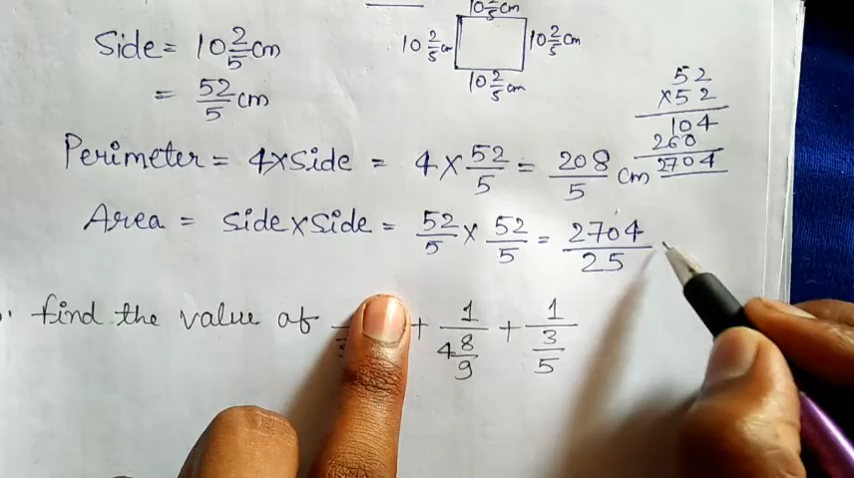 10 2/5 cm
Side = 10 2/5 cm
10 2/5 cm
10 2/5 cm
= 52/5 cm
10 2/5 cm
52
×52
104
260
2704
Perimeter = 4×Side = 4 × 52/5 = 208/5 cm
Area = side×Side = 52/5 × 52/5 = 2704/25
find the value of + 1/(4 8/9) + 1/(3/5)